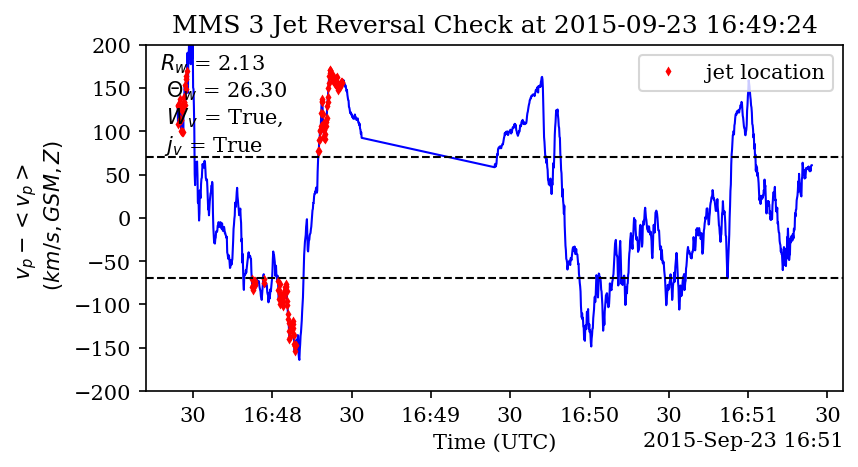 MMS 3 Jet Reversal Check at 2015-09-23 16:49:24
R_w = 2.13
Θ_w = 26.30
W_v = True,
j_v = True
jet location
v_p − < v_p >
(km/s, GSM, Z)
200
150
100
50
0
−50
−100
−150
−200
30 16:48 30 16:49 30 16:50 30 16:51 30
Time (UTC)
2015-Sep-23 16:51